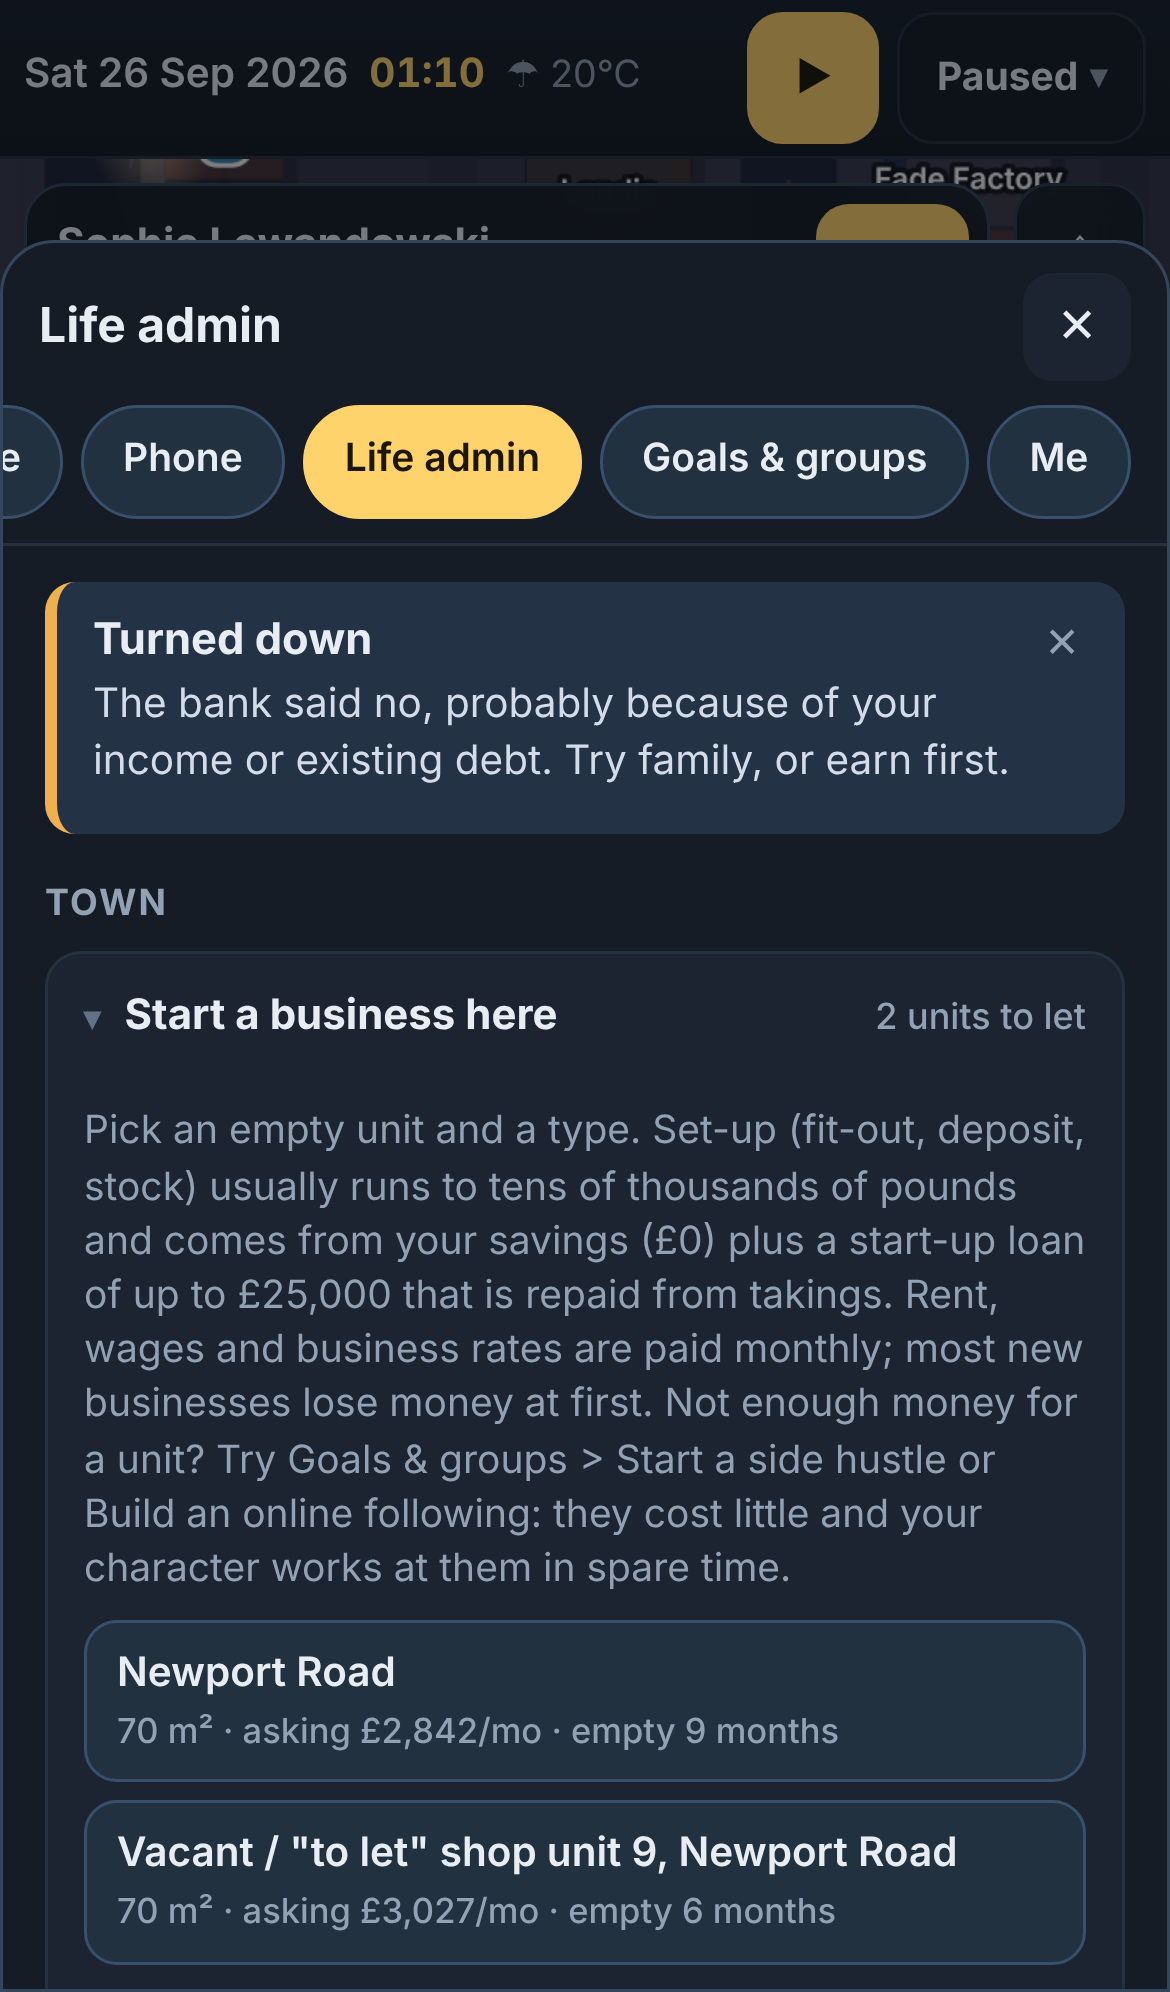 Sat 26 Sep 2026 01:10 20°C
Paused
Fade Factory
Sophie Lewandowski
Life admin
Phone
Life admin
Goals & groups
Me
Turned down
The bank said no, probably because of your
income or existing debt. Try family, or earn first.
TOWN
Start a business here
2 units to let
Pick an empty unit and a type. Set-up (fit-out, deposit,
stock) usually runs to tens of thousands of pounds
and comes from your savings (£0) plus a start-up loan
of up to £25,000 that is repaid from takings. Rent,
wages and business rates are paid monthly; most new
businesses lose money at first. Not enough money for
a unit? Try Goals & groups > Start a side hustle or
Build an online following: they cost little and your
character works at them in spare time.
Newport Road
70 m² · asking £2,842/mo · empty 9 months
Vacant / "to let" shop unit 9, Newport Road
70 m² · asking £3,027/mo · empty 6 months